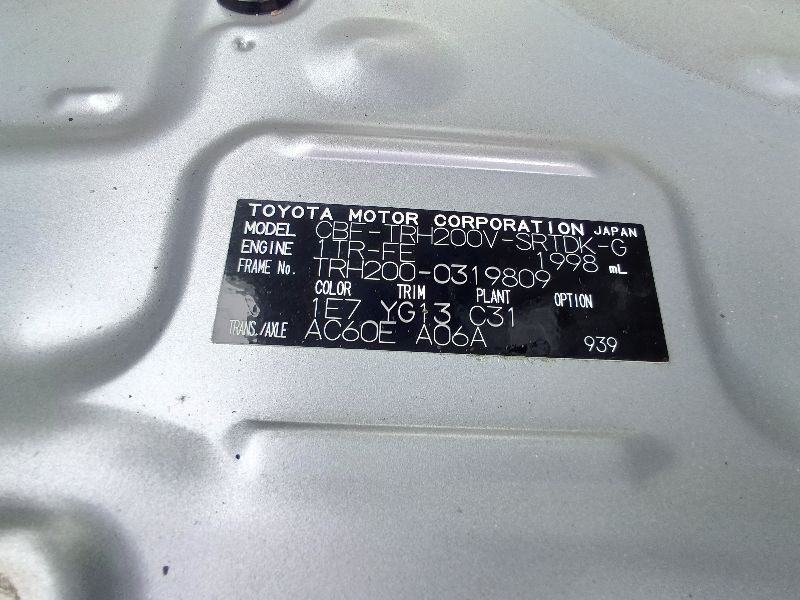 TOYOTA MOTOR CORPORATION JAPAN
MODEL CBF-TRH200V-SRTDK-G
ENGINE 1TR-FE 1998 mL
FRAME No. TRH200-0319809
COLOR TRIM PLANT OPTION
1E7 YG13 C31
TRANS./AXLE AC60E A06A 939